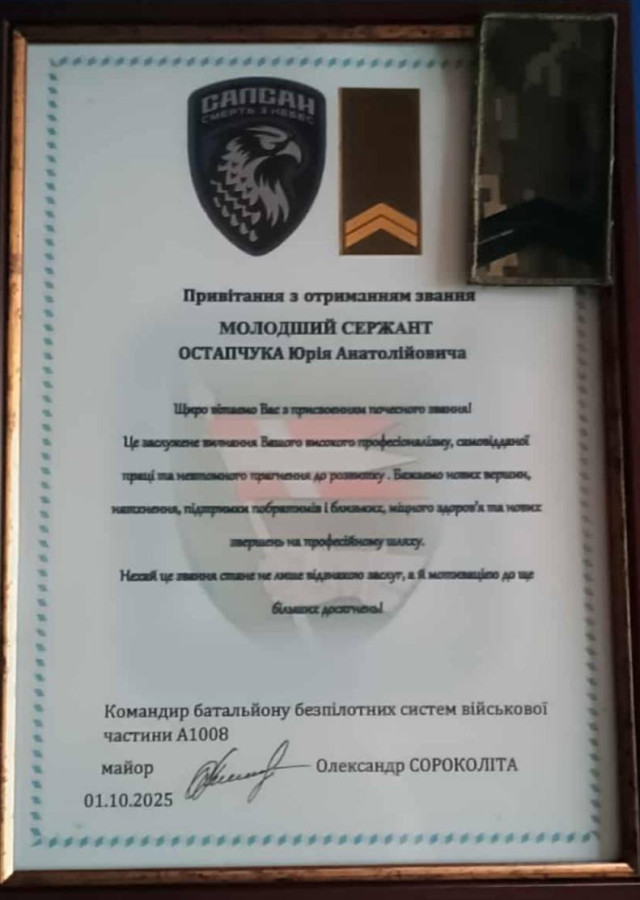 САПСАН
СМЕРТЬ З НЕБЕС
Привітання з отриманням звання
МОЛОДШИЙ СЕРЖАНТ
ОСТАПЧУКА Юрія Анатолійовича
Щиро вітаємо Вас з присвоєнням почесного звання!
Це заслужене визнання Вашого високого професіоналізму, самовідданої
праці та невтомного прагнення до розвитку . Бажаємо нових вершин,
натхнення, підтримки побратимів і близьких, міцного здоров'я та нових
звершень на професійному шляху.
Нехай це звання стане не лише відзнакою заслуг, а й мотивацією до ще
більших досягнень!
Командир батальйону безпілотних систем військової
частини А1008
майор Олександр СОРОКОЛІТА
01.10.2025